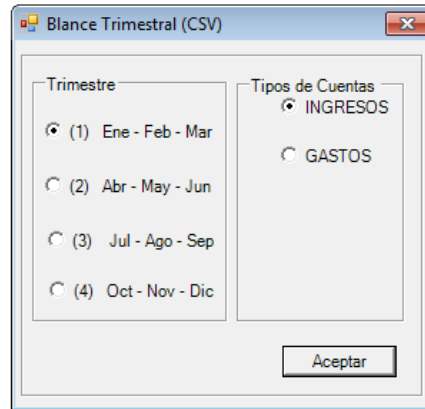 Blance Trimestral (CSV)
Trimestre
(1) Ene - Feb - Mar
(2) Abr - May - Jun
(3) Jul - Ago - Sep
(4) Oct - Nov - Dic
Tipos de Cuentas
INGRESOS
GASTOS
Aceptar